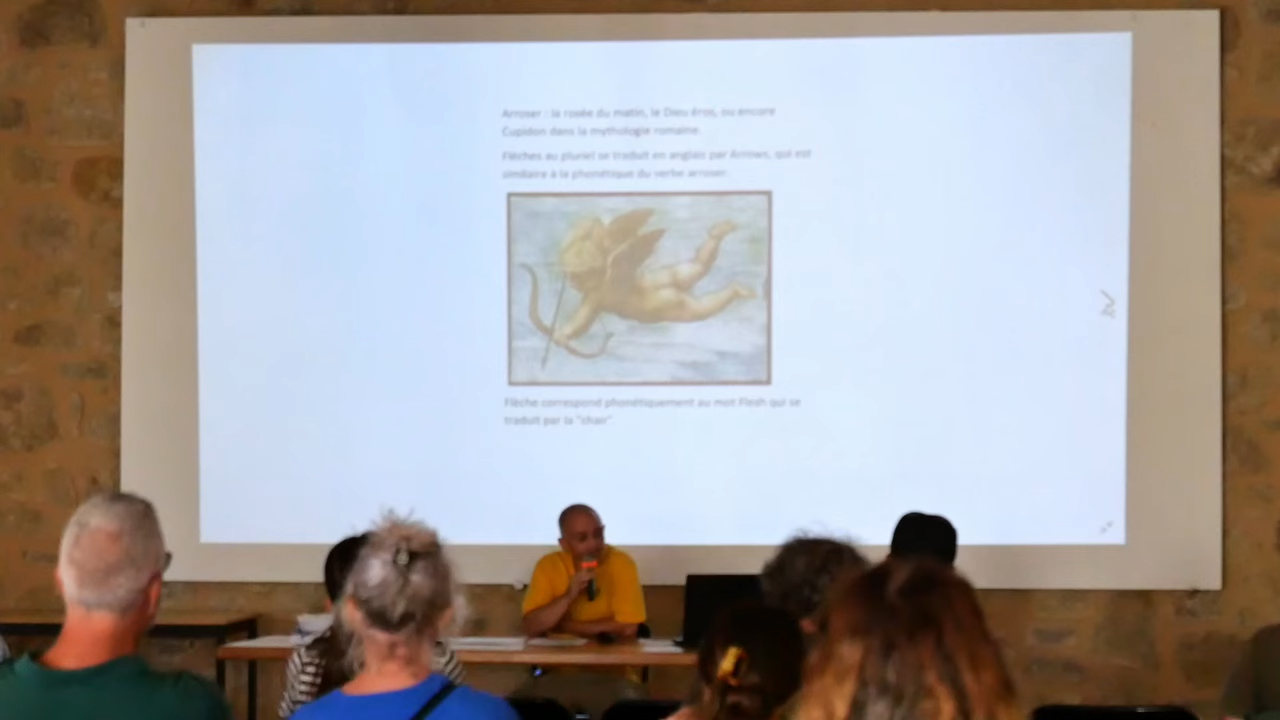 Arroser : la rosée du matin, le Dieu éros, ou encore
Cupidon dans la mythologie romaine.
Flèches au pluriel se traduit en anglais par Arrows, qui est
similaire à la phonétique du verbe arroser.
Flèche correspond phonétiquement au mot Flesh qui se
traduit par la "chair"